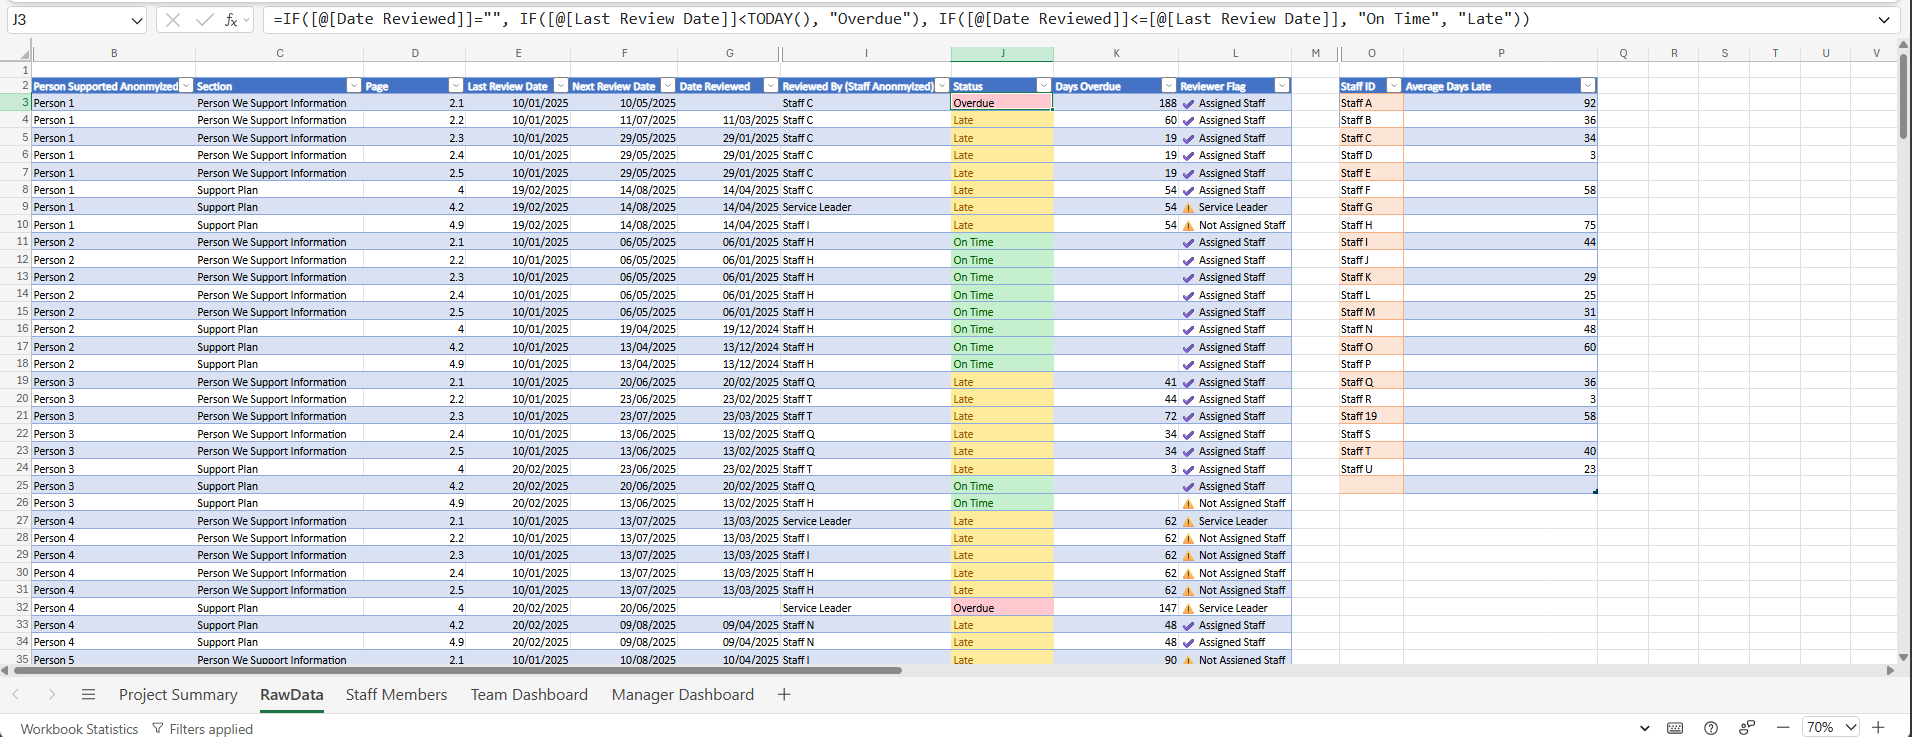 J3 fx =IF([@[Date Reviewed]]="", IF([@[Last Review Date]]<TODAY(), "Overdue"), IF([@[Date Reviewed]]<=[@[Last Review Date]], "On Time", "Late"))
B C D E F G I J K L M O P Q R S T U V
1
2 Person Supported Anonmyized Section Page Last Review Date Next Review Date Date Reviewed Reviewed By (Staff Anonmyized) Status Days Overdue Reviewer Flag Staff ID Average Days Late
3 Person 1 Person We Support Information 2.1 10/01/2025 10/05/2025 Staff C Overdue 188 Assigned Staff Staff A 92
4 Person 1 Person We Support Information 2.2 10/01/2025 11/07/2025 11/03/2025 Staff C Late 60 Assigned Staff Staff B 36
5 Person 1 Person We Support Information 2.3 10/01/2025 29/05/2025 29/01/2025 Staff C Late 19 Assigned Staff Staff C 34
6 Person 1 Person We Support Information 2.4 10/01/2025 29/05/2025 29/01/2025 Staff C Late 19 Assigned Staff Staff D 3
7 Person 1 Person We Support Information 2.5 10/01/2025 29/05/2025 29/01/2025 Staff C Late 19 Assigned Staff Staff E
8 Person 1 Support Plan 4 19/02/2025 14/08/2025 14/04/2025 Staff C Late 54 Assigned Staff Staff F 58
9 Person 1 Support Plan 4.2 19/02/2025 14/08/2025 14/04/2025 Service Leader Late 54 Service Leader Staff G
10 Person 1 Support Plan 4.9 19/02/2025 14/08/2025 14/04/2025 Staff I Late 54 Not Assigned Staff Staff H 75
11 Person 2 Person We Support Information 2.1 10/01/2025 06/05/2025 06/01/2025 Staff H On Time Assigned Staff Staff I 44
12 Person 2 Person We Support Information 2.2 10/01/2025 06/05/2025 06/01/2025 Staff H On Time Assigned Staff Staff J
13 Person 2 Person We Support Information 2.3 10/01/2025 06/05/2025 06/01/2025 Staff H On Time Assigned Staff Staff K 29
14 Person 2 Person We Support Information 2.4 10/01/2025 06/05/2025 06/01/2025 Staff H On Time Assigned Staff Staff L 25
15 Person 2 Person We Support Information 2.5 10/01/2025 06/05/2025 06/01/2025 Staff H On Time Assigned Staff Staff M 31
16 Person 2 Support Plan 4 10/01/2025 19/04/2025 19/12/2024 Staff H On Time Assigned Staff Staff N 48
17 Person 2 Support Plan 4.2 10/01/2025 13/04/2025 13/12/2024 Staff H On Time Assigned Staff Staff O 60
18 Person 2 Support Plan 4.9 10/01/2025 13/04/2025 13/12/2024 Staff H On Time Assigned Staff Staff P
19 Person 3 Person We Support Information 2.1 10/01/2025 20/06/2025 20/02/2025 Staff Q Late 41 Assigned Staff Staff Q 36
20 Person 3 Person We Support Information 2.2 10/01/2025 23/06/2025 23/02/2025 Staff T Late 44 Assigned Staff Staff R 3
21 Person 3 Person We Support Information 2.3 10/01/2025 23/07/2025 23/03/2025 Staff T Late 72 Assigned Staff Staff 19 58
22 Person 3 Person We Support Information 2.4 10/01/2025 13/06/2025 13/02/2025 Staff Q Late 34 Assigned Staff Staff S
23 Person 3 Person We Support Information 2.5 10/01/2025 13/06/2025 13/02/2025 Staff Q Late 34 Assigned Staff Staff T 40
24 Person 3 Support Plan 4 20/02/2025 23/06/2025 23/02/2025 Staff T Late 3 Assigned Staff Staff U 23
25 Person 3 Support Plan 4.2 20/02/2025 20/06/2025 20/02/2025 Staff Q On Time Assigned Staff
26 Person 3 Support Plan 4.9 20/02/2025 13/06/2025 13/02/2025 Staff H On Time Not Assigned Staff
27 Person 4 Person We Support Information 2.1 10/01/2025 13/07/2025 13/03/2025 Service Leader Late 62 Service Leader
28 Person 4 Person We Support Information 2.2 10/01/2025 13/07/2025 13/03/2025 Staff I Late 62 Not Assigned Staff
29 Person 4 Person We Support Information 2.3 10/01/2025 13/07/2025 13/03/2025 Staff I Late 62 Not Assigned Staff
30 Person 4 Person We Support Information 2.4 10/01/2025 13/07/2025 13/03/2025 Staff H Late 62 Not Assigned Staff
31 Person 4 Person We Support Information 2.5 10/01/2025 13/07/2025 13/03/2025 Staff H Late 62 Not Assigned Staff
32 Person 4 Support Plan 4 20/02/2025 20/06/2025 Service Leader Overdue 147 Service Leader
33 Person 4 Support Plan 4.2 20/02/2025 09/08/2025 09/04/2025 Staff N Late 48 Assigned Staff
34 Person 4 Support Plan 4.9 20/02/2025 09/08/2025 09/04/2025 Staff N Late 48 Assigned Staff
35 Person 5 Person We Support Information 2.1 10/01/2025 10/08/2025 10/04/2025 Staff I Late 90 Not Assigned Staff
Project Summary RawData Staff Members Team Dashboard Manager Dashboard
Workbook Statistics Filters applied 70%